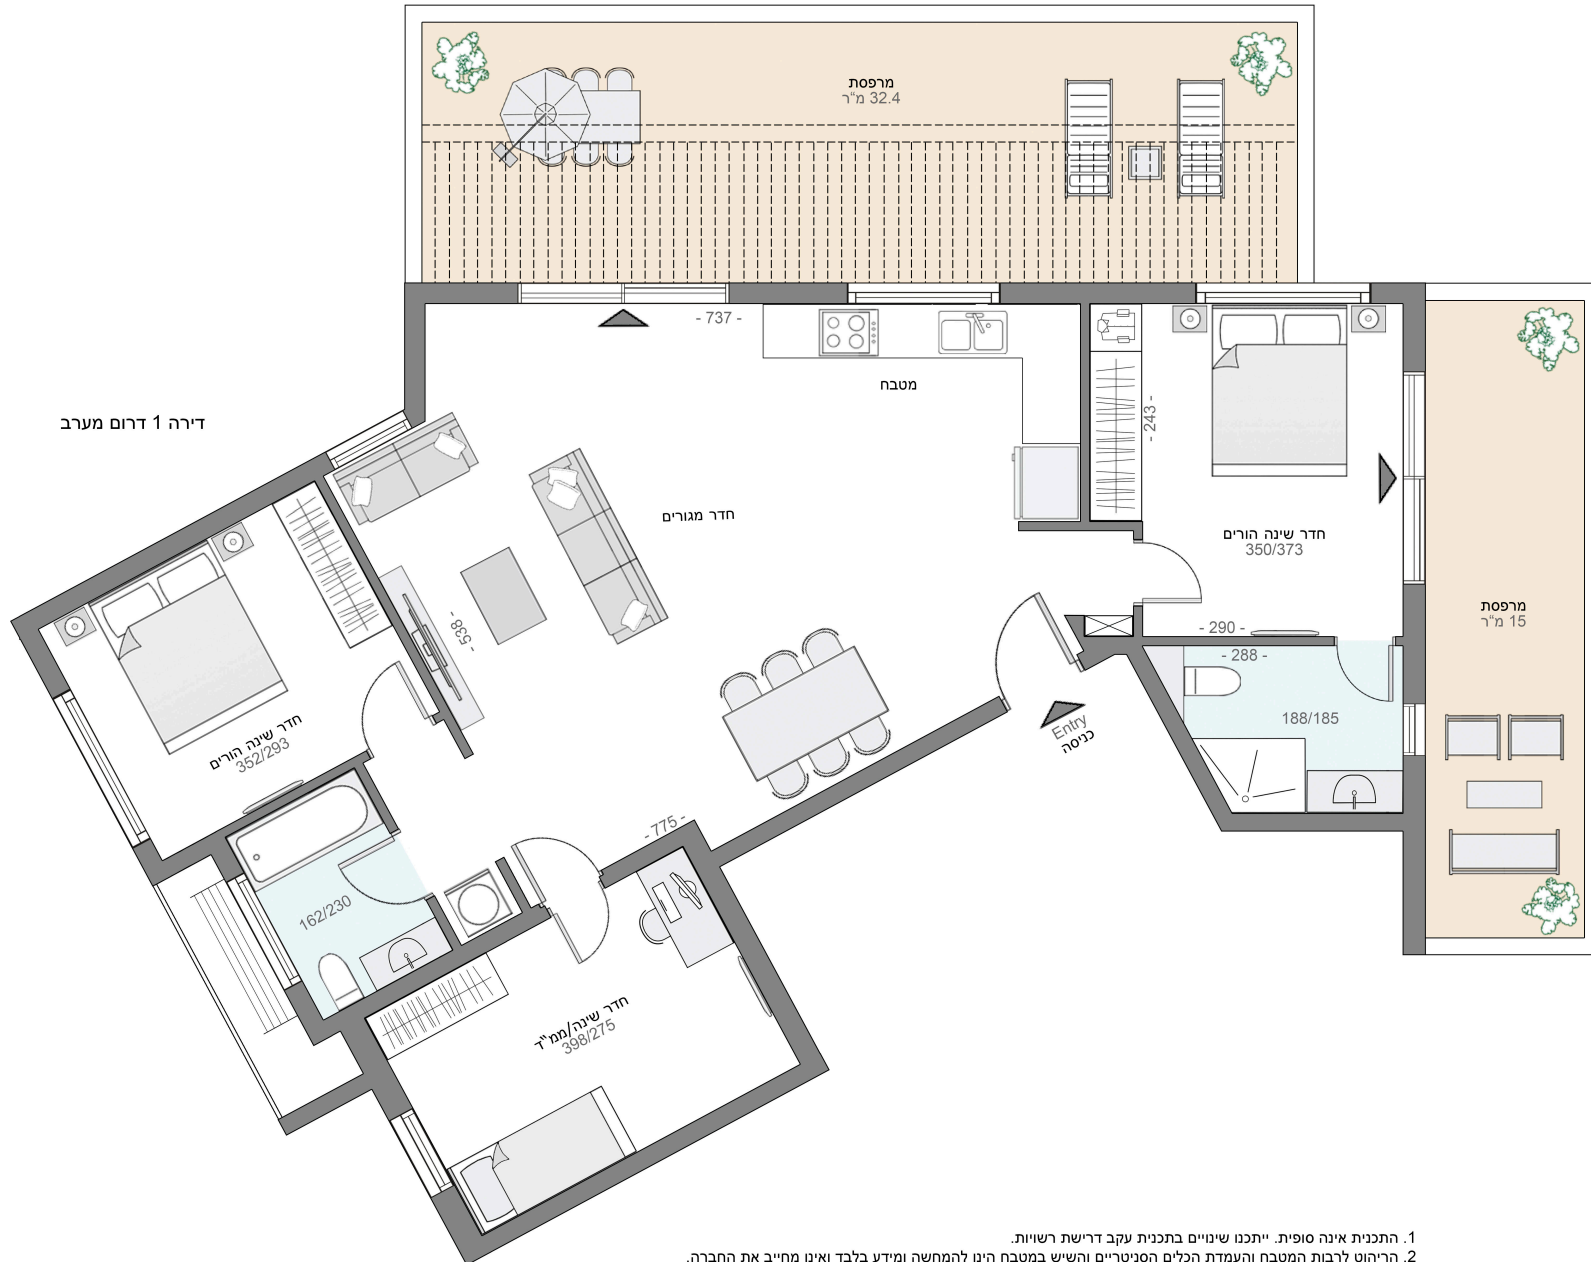 מרפסת
32.4 מ"ר
- 737 -
מטבח
- 243 -
דירה 1 דרום מערב
חדר מגורים
חדר שינה הורים
350/373
מרפסת
15 מ"ר
- 538 -
- 290 -
- 288 -
188/185
Entry
כניסה
חדר שינה הורים
352/293
- 775 -
162/230
חדר שינה/ממ"ד
398/275
1. התכנית אינה סופית. ייתכנו שינויים בתכנית עקב דרישת רשויות.
2. הריהוט לרבות המטבח והעמדת הכלים הסניטריים והשיש במטבח הינו להמחשה ומידע בלבד ואינו מחייב את החברה.